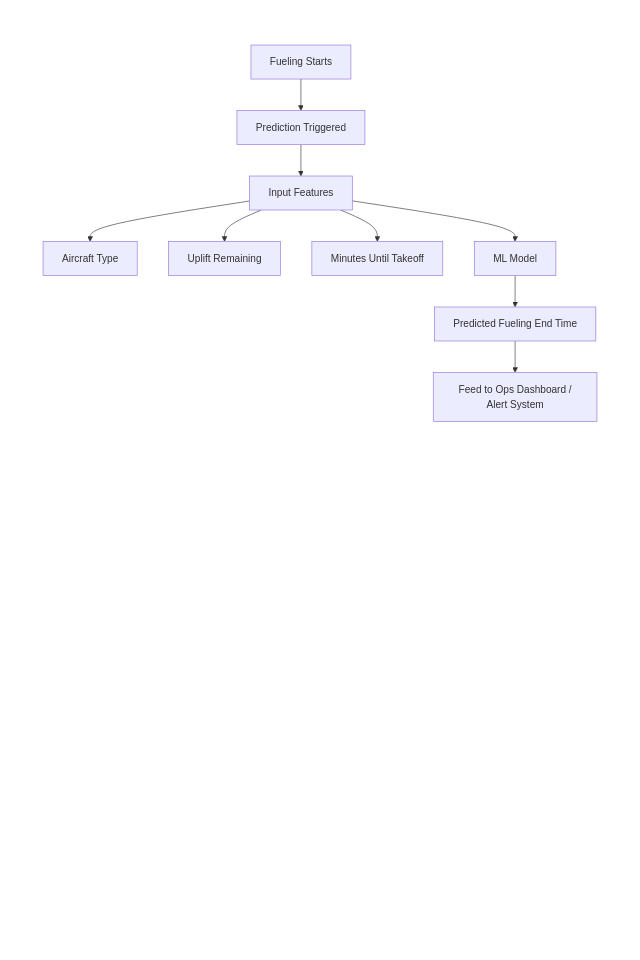 Fueling Starts
Prediction Triggered
Input Features
Aircraft Type
Uplift Remaining
Minutes Until Takeoff
ML Model
Predicted Fueling End Time
Feed to Ops Dashboard /
Alert System